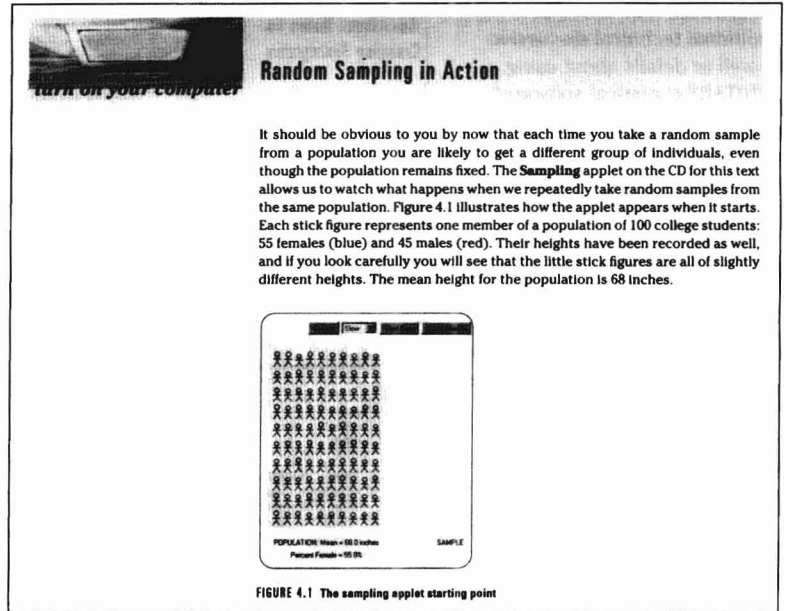 turn on your computer
Random Sampling in Action
It should be obvious to you by now that each time you take a random sample
from a population you are likely to get a different group of individuals, even
though the population remains fixed. The Sampling applet on the CD for this text
allows us to watch what happens when we repeatedly take random samples from
the same population. Figure 4.1 illustrates how the applet appears when it starts.
Each stick figure represents one member of a population of 100 college students:
55 females (blue) and 45 males (red). Their heights have been recorded as well,
and if you look carefully you will see that the little stick figures are all of slightly
different heights. The mean height for the population is 68 inches.
Slow
POPULATION: Mean = 68.0 inches
SAMPLE
Percent Female = 55.0%
FIGURE 4.1 The sampling applet starting point